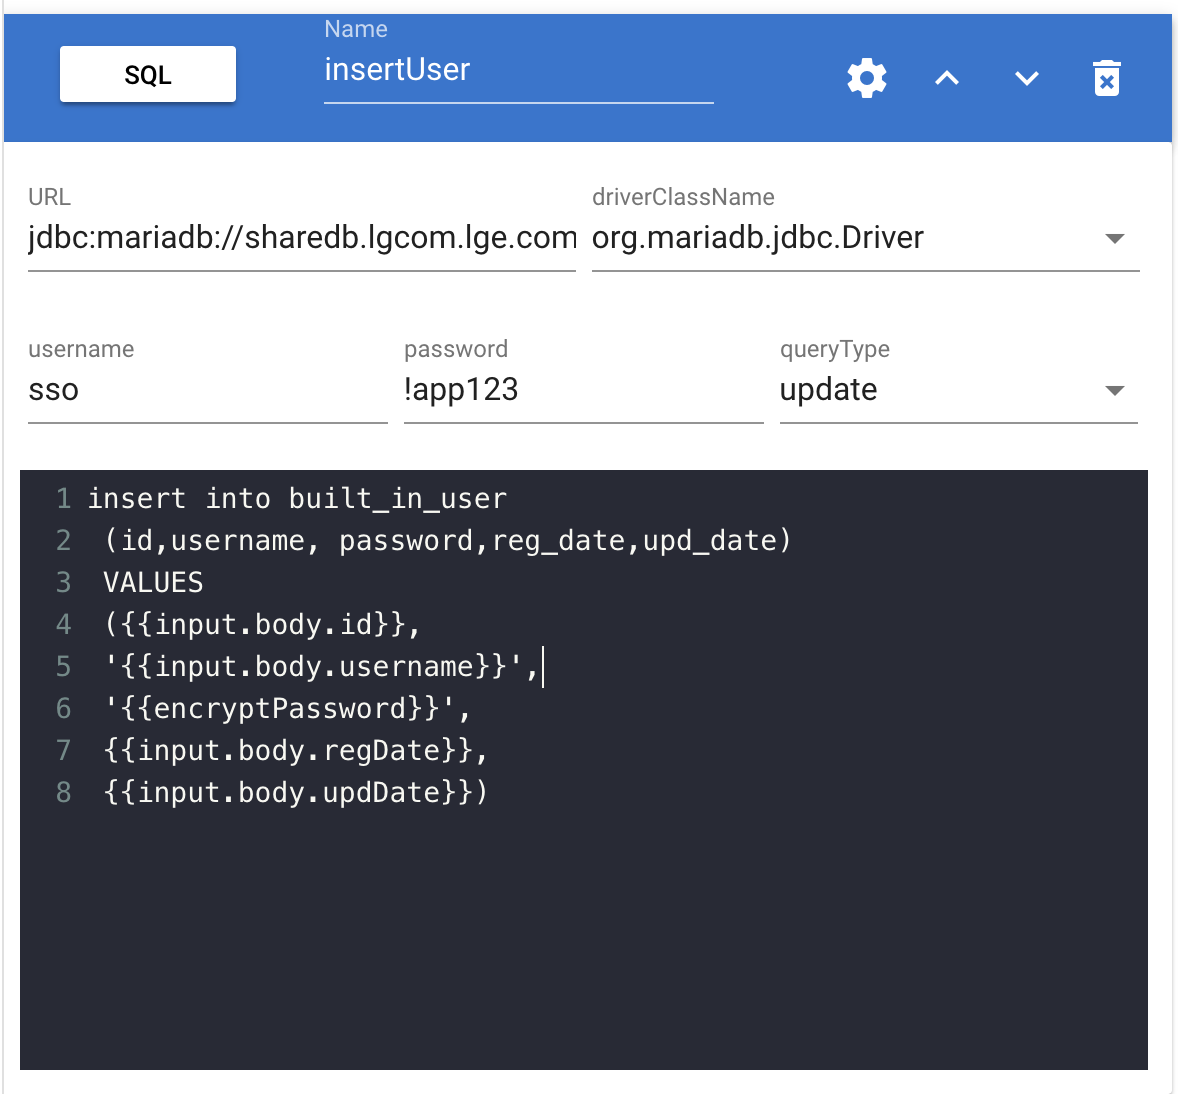 SQL
Name
insertUser
URL
driverClassName
jdbc:mariadb://sharedb.lgcom.lge.com
org.mariadb.jdbc.Driver
username
password
queryType
sso
!app123
update
1 insert into built_in_user
2  (id,username, password,reg_date,upd_date)
3  VALUES
4  ({{input.body.id}},
5  '{{input.body.username}}',
6  '{{encryptPassword}}',
7  {{input.body.regDate}},
8  {{input.body.updDate}})